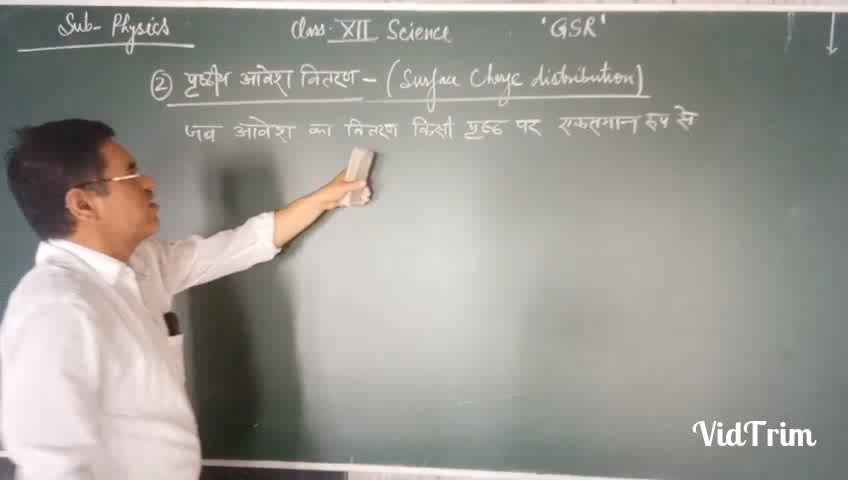 Sub- Physics Class- XII Science 'GSR'
② पृष्ठीय आवेश वितरण - (Surface Charge distribution)
जब आवेश का वितरण किसी पृष्ठ पर एकसमान रूप से
VidTrim